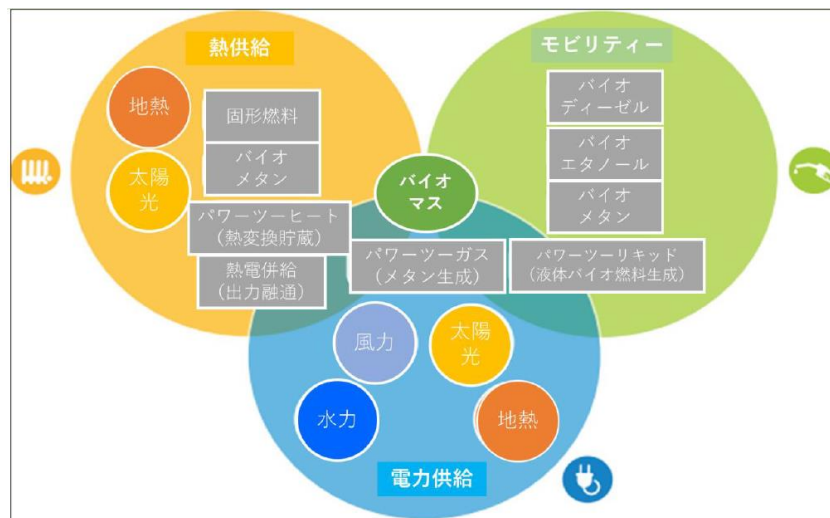 熱供給
モビリティー
地熱
固形燃料
バイオ
ディーゼル
太陽
光
バイオ
メタン
バイオ
エタノール
バイオ
マス
バイオ
メタン
パワーツーヒート
(熱変換貯蔵)
熱電併給
(出力融通)
パワーツーガス
(メタン生成)
パワーツーリキッド
(液体バイオ燃料生成)
風力
太陽
光
水力
地熱
電力供給